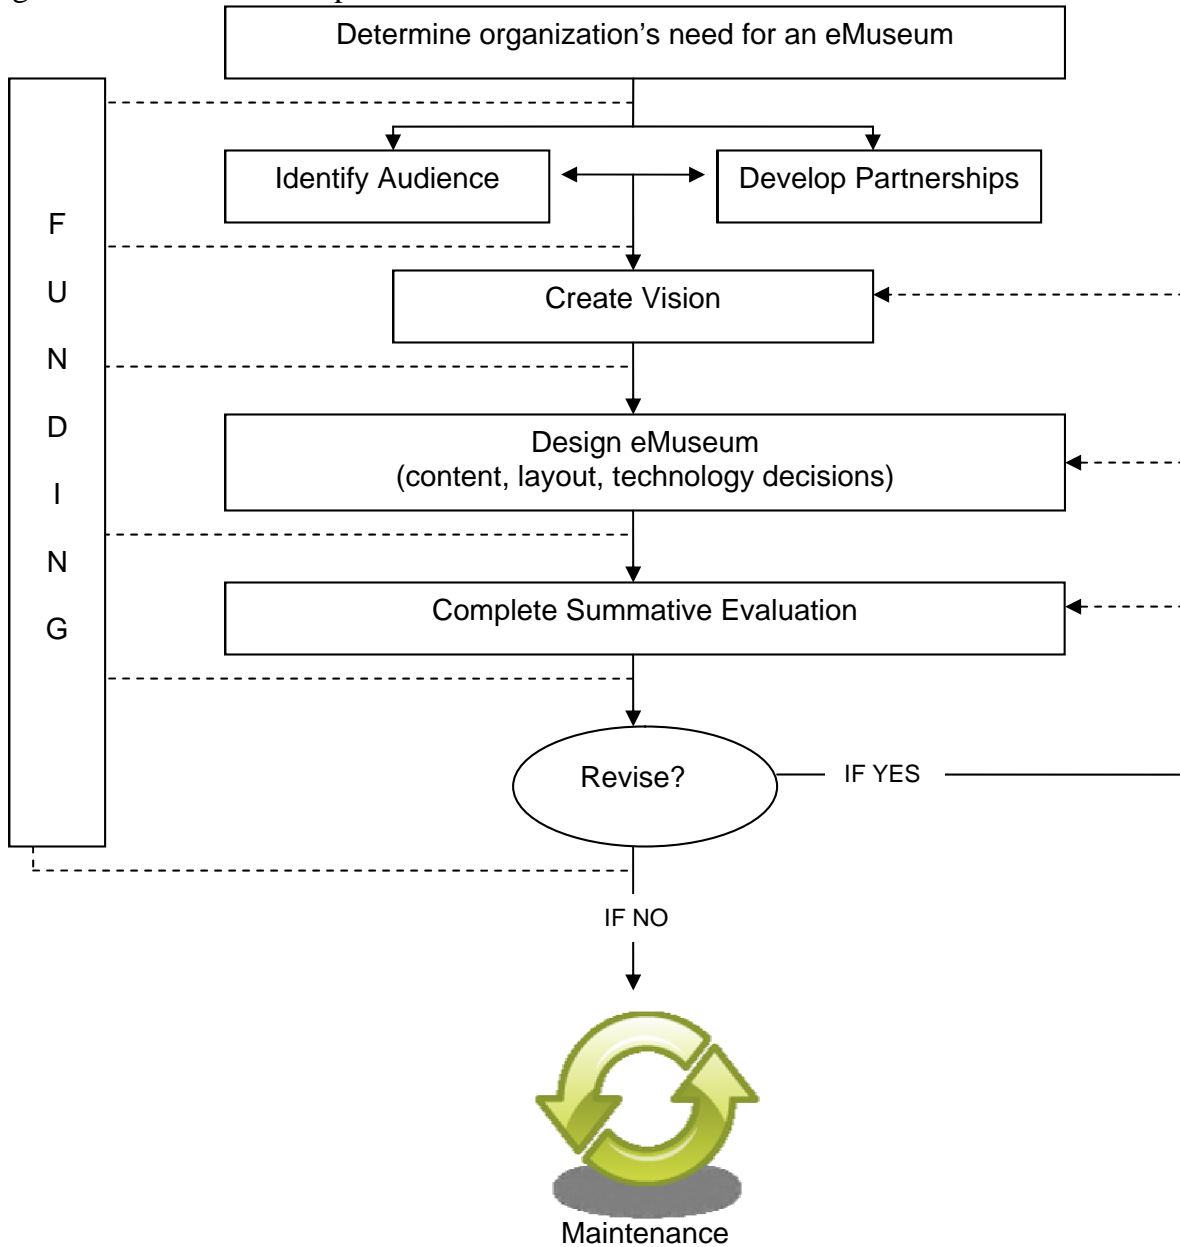 Determine organization’s need for an eMuseum
Identify Audience
Develop Partnerships
F
U
N
D
I
N
G
Create Vision
Design eMuseum
(content, layout, technology decisions)
Complete Summative Evaluation
Revise?
IF YES
IF NO
Maintenance